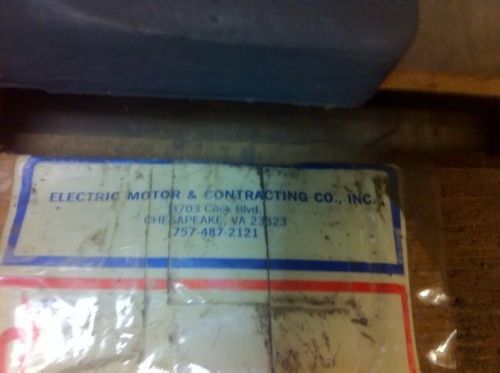 ELECTRIC MOTOR & CONTRACTING CO., INC.
3703 Cook Blvd.
CHESAPEAKE, VA 23323
757-487-2121